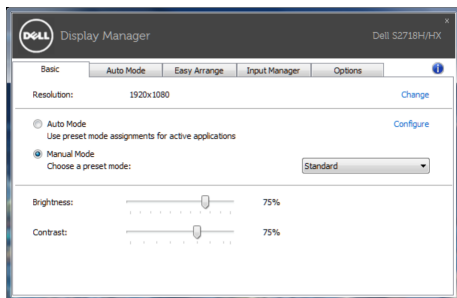 DELL Display Manager Dell S2718H/HX
Basic Auto Mode Easy Arrange Input Manager Options
Resolution: 1920x1080 Change
Auto Mode Configure
Use preset mode assignments for active applications
Manual Mode
Choose a preset mode: Standard
Brightness: 75%
Contrast: 75%